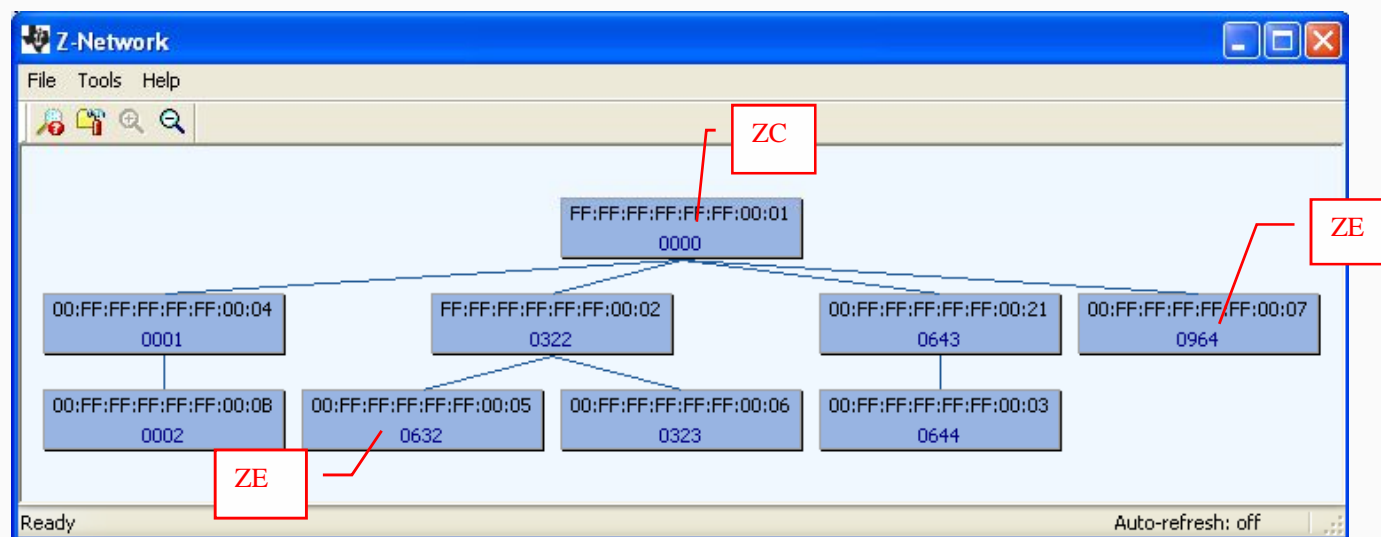 Z-Network
File Tools Help
ZC
FF:FF:FF:FF:FF:FF:00:01
0000
ZE
00:FF:FF:FF:FF:FF:00:04
0001
FF:FF:FF:FF:FF:FF:00:02
0322
00:FF:FF:FF:FF:FF:00:21
0643
00:FF:FF:FF:FF:FF:00:07
0964
00:FF:FF:FF:FF:FF:00:0B
0002
00:FF:FF:FF:FF:FF:00:05
0632
00:FF:FF:FF:FF:FF:00:06
0323
00:FF:FF:FF:FF:FF:00:03
0644
ZE
Ready
Auto-refresh: off